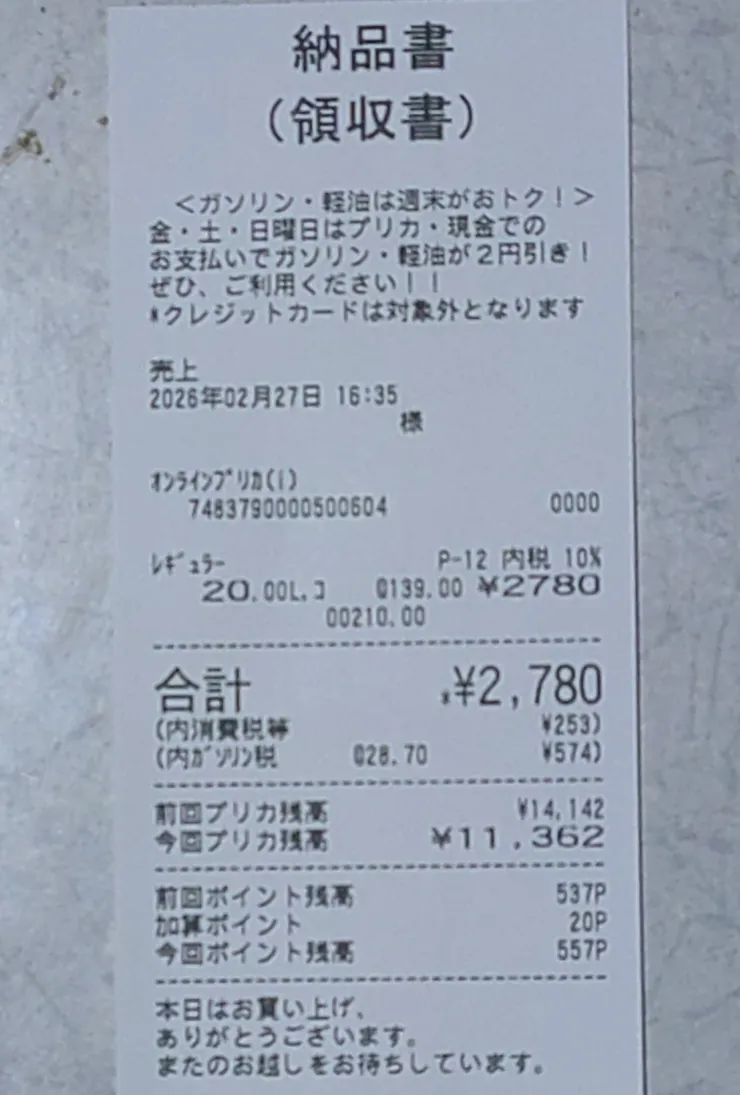 納品書
(領収書)
<ガソリン・軽油は週末がおトク!>
金・土・日曜日はプリカ・現金での
お支払いでガソリン・軽油が2円引き!
ぜひ、ご利用ください!!
*クレジットカードは対象外となります
売上
2026年02月27日 16:35
様
オンラインプリカ(I)
7483790000500604 0000
レギュラー P-12 内税 10%
20.00L,コ @139.00 ¥2780
00210.00
合計 *¥2,780
(内消費税等 ¥253)
(内ガソリン税 @28.70 ¥574)
前回プリカ残高 ¥14,142
今回プリカ残高 ¥11,362
前回ポイント残高 537P
加算ポイント 20P
今回ポイント残高 557P
本日はお買い上げ、
ありがとうございます。
またのお越しをお待ちしています。